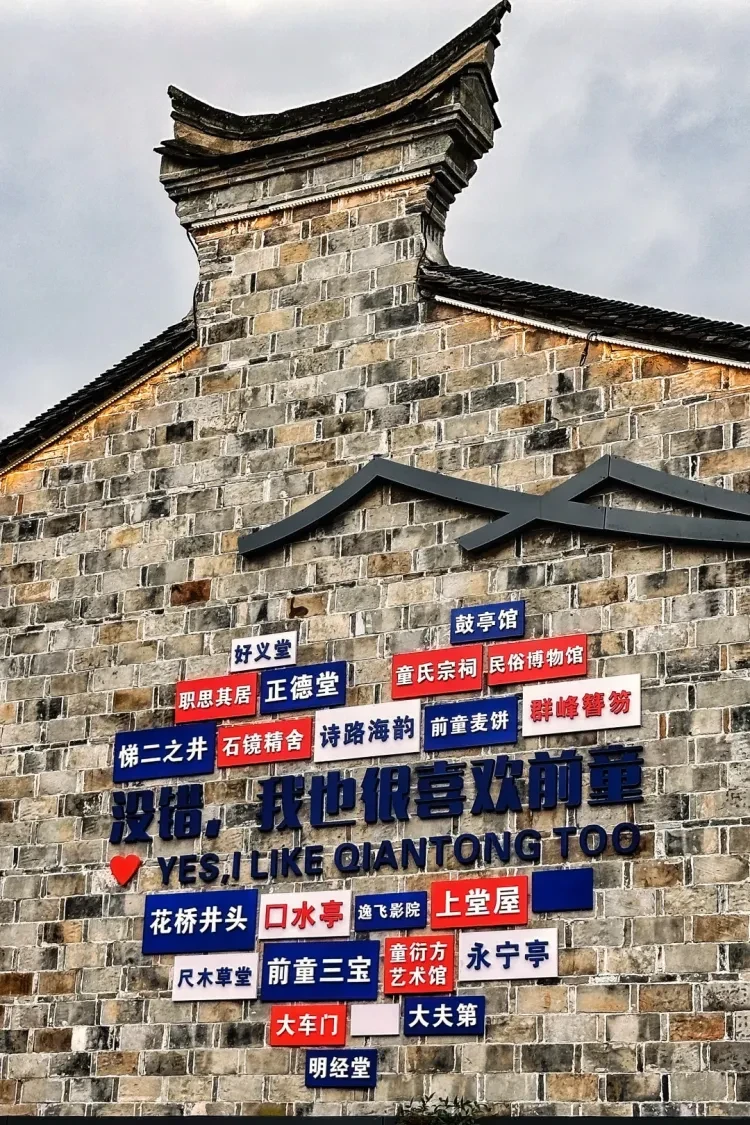 鼓亭馆
好义堂
童氏宗祠 民俗博物馆
职思其居 正德堂
群峰簪笏
悌二之井 石镜精舍 诗路海韵 前童麦饼
没错，我也很喜欢前童
YES,I LIKE QIANTONG TOO
花桥井头 口水亭 逸飞影院 上堂屋
尺木草堂 前童三宝 童衍方艺术馆 永宁亭
大车门 大夫第
明经堂